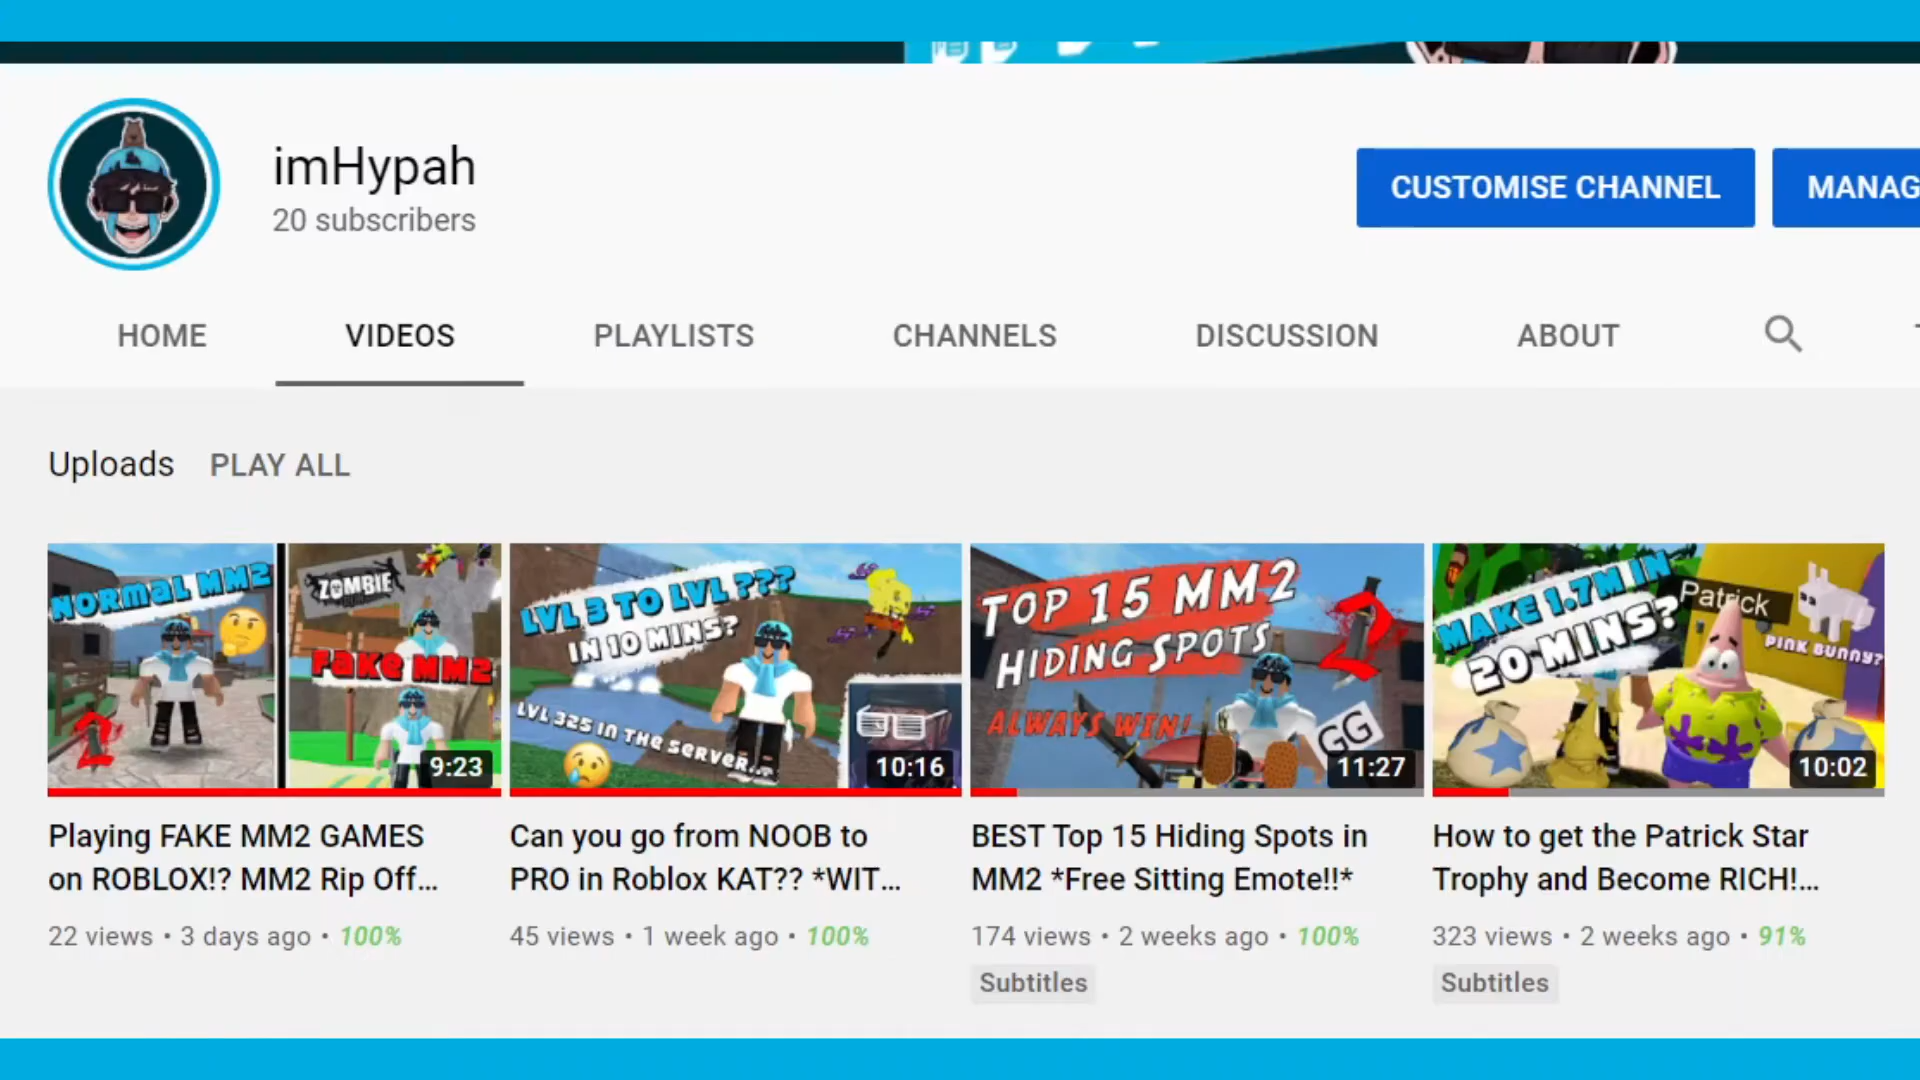 imHypah
20 subscribers
CUSTOMISE CHANNEL
MANAG
HOME
VIDEOS
PLAYLISTS
CHANNELS
DISCUSSION
ABOUT
Uploads PLAY ALL
NORMAL MM2
ZOMBIE
FAKE MM2
2
9:23
LVL 3 TO LVL ???
IN 10 MINS?
LVL 325 IN THE SERVER...
10:16
TOP 15 MM2
HIDING SPOTS
ALWAYS WIN!
2
GG
11:27
MAKE 1.7M IN
20 MINS?
Patrick
PINK BUNNY?
10:02
Playing FAKE MM2 GAMES
on ROBLOX!? MM2 Rip Off...
22 views • 3 days ago • 100%
Can you go from NOOB to
PRO in Roblox KAT?? *WIT...
45 views • 1 week ago • 100%
BEST Top 15 Hiding Spots in
MM2 *Free Sitting Emote!!*
174 views • 2 weeks ago • 100%
Subtitles
How to get the Patrick Star
Trophy and Become RICH!...
323 views • 2 weeks ago • 91%
Subtitles